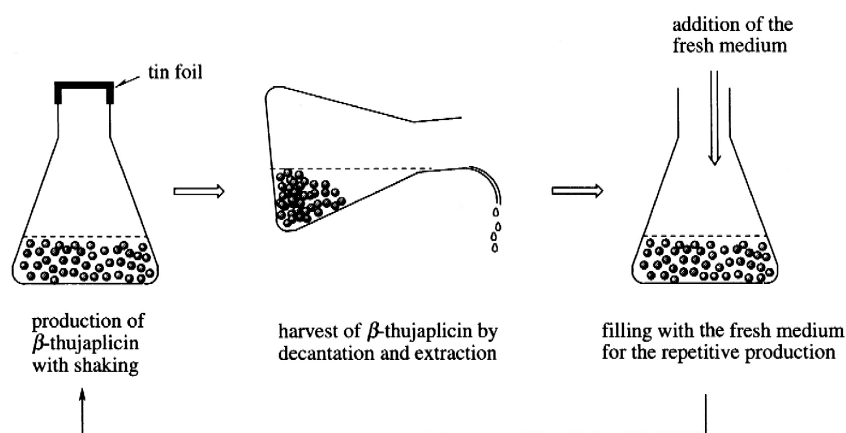 addition of the
fresh medium
tin foil
production of
β-thujaplicin
with shaking
harvest of β-thujaplicin by
decantation and extraction
filling with the fresh medium
for the repetitive production